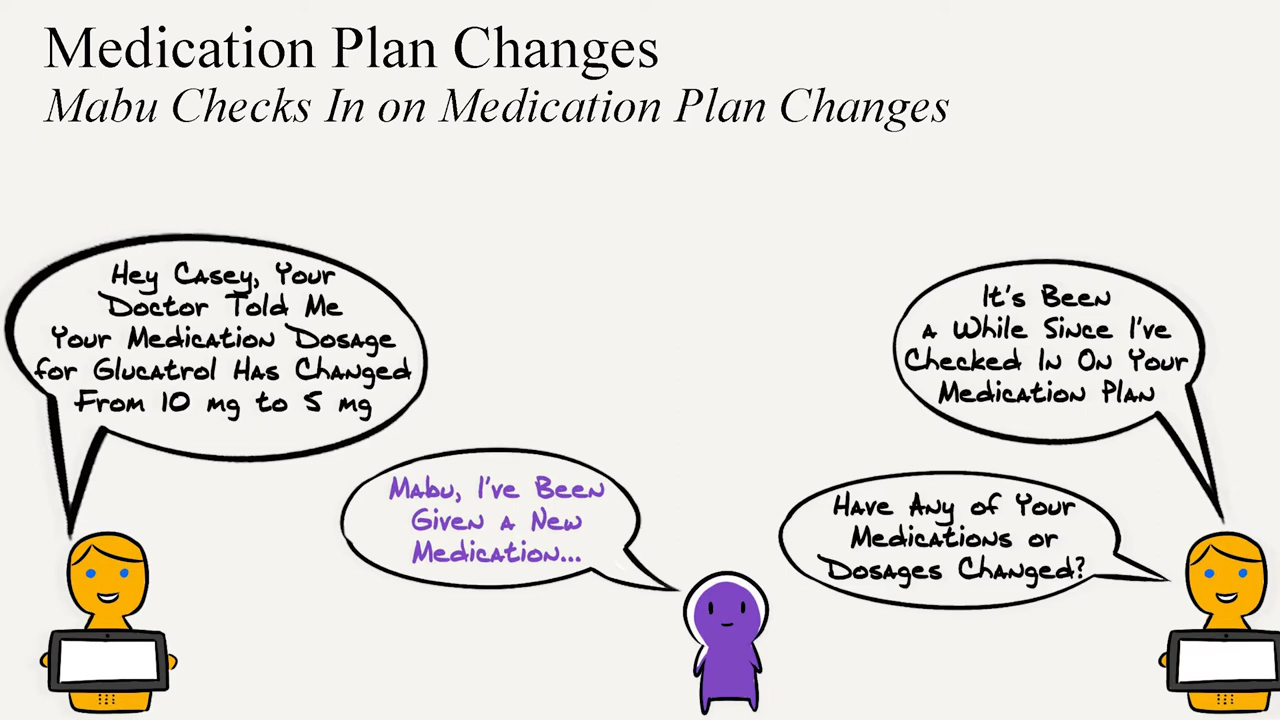 Medication Plan Changes
Mabu Checks In on Medication Plan Changes
Hey Casey, Your
Doctor Told Me
Your Medication Dosage
for Glucatrol Has Changed
From 10 mg to 5 mg
Mabu, I've Been
Given a New
Medication...
It's Been
a While Since I've
Checked In On Your
Medication Plan
Have Any of Your
Medications or
Dosages Changed?